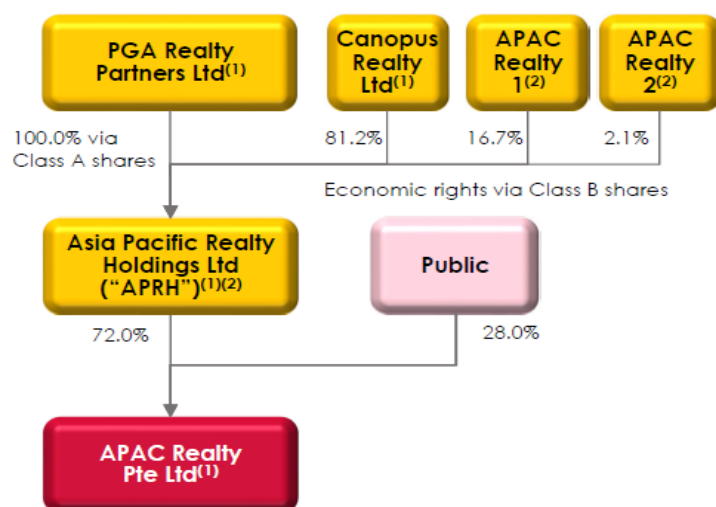 PGA Realty
Partners Ltd(1)
Canopus
Realty
Ltd(1)
APAC
Realty
1(2)
APAC
Realty
2(2)
100.0% via
Class A shares
81.2%
16.7%
2.1%
Economic rights via Class B shares
Asia Pacific Realty
Holdings Ltd
(“APRH”)(1)(2)
Public
72.0%
28.0%
APAC Realty
Pte Ltd(1)